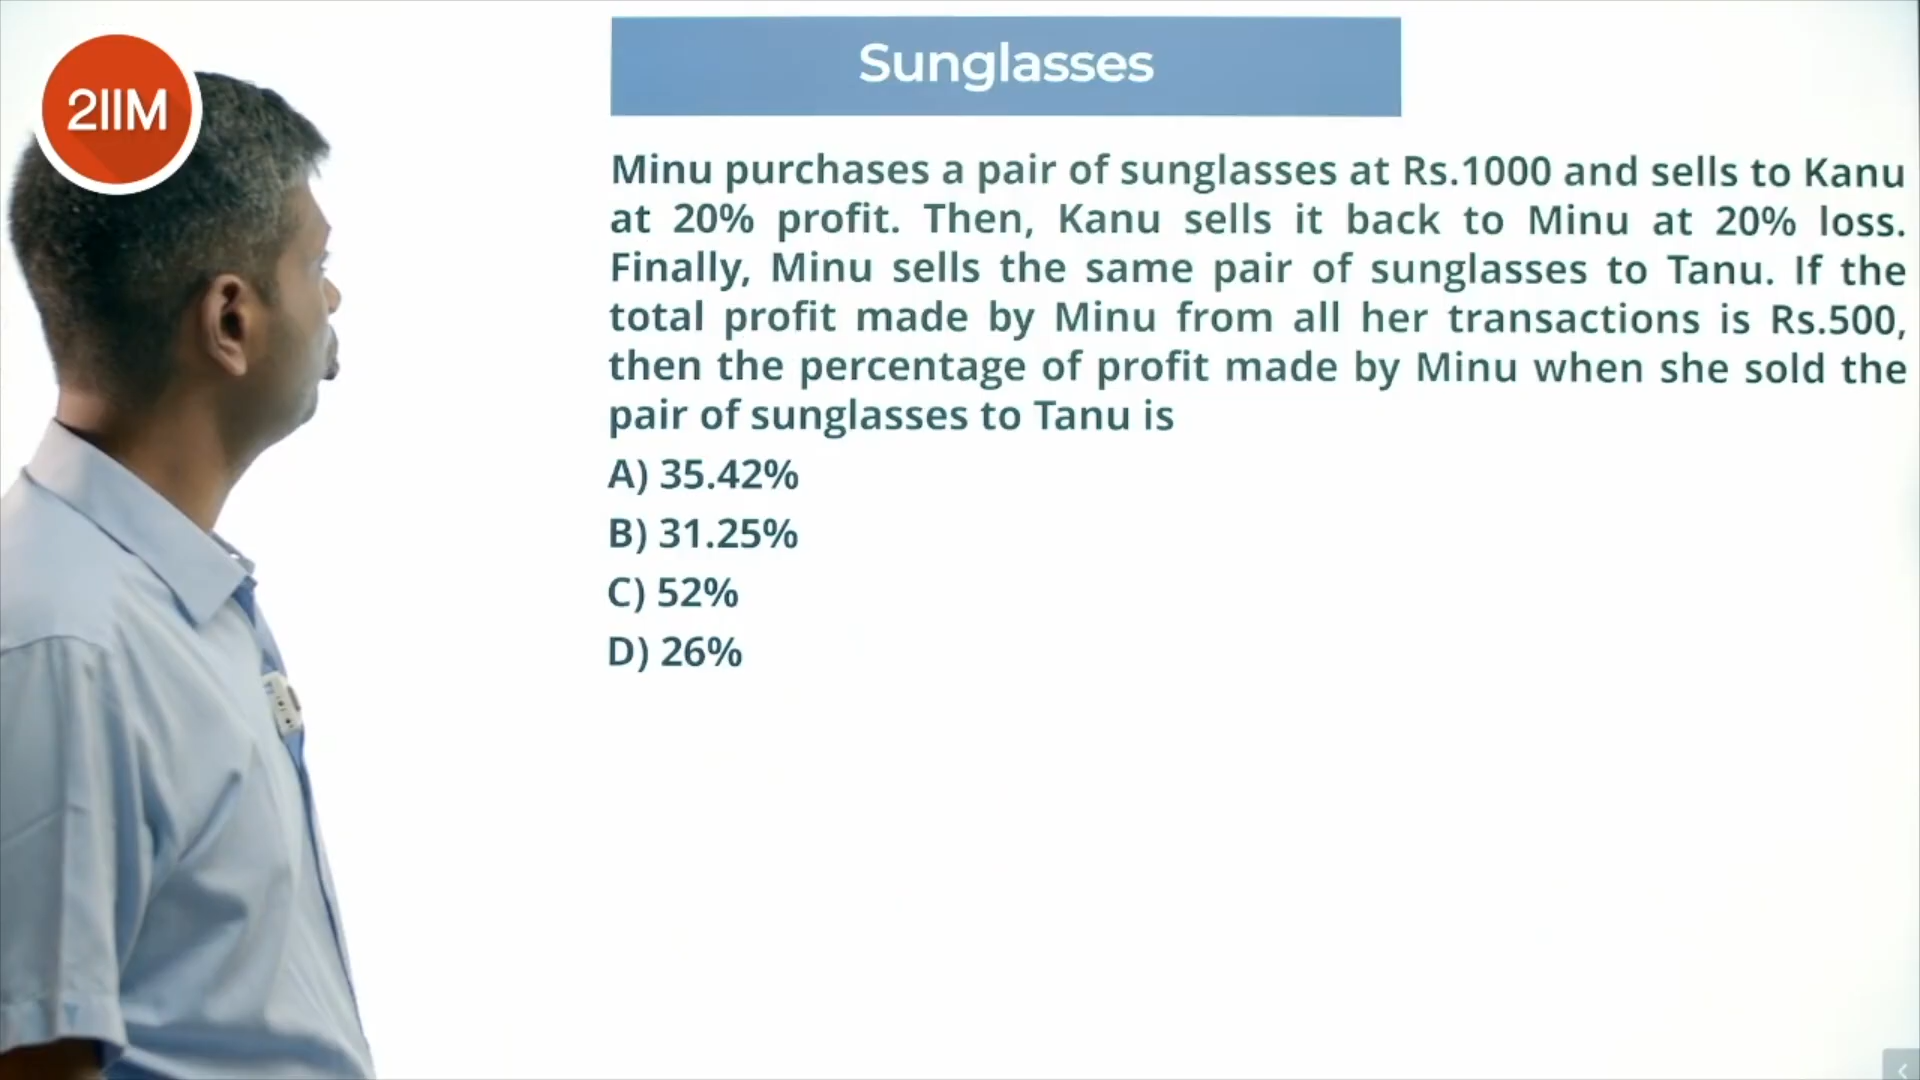 2IIM
Sunglasses
Minu purchases a pair of sunglasses at Rs.1000 and sells to Kanu
at 20% profit. Then, Kanu sells it back to Minu at 20% loss.
Finally, Minu sells the same pair of sunglasses to Tanu. If the
total profit made by Minu from all her transactions is Rs.500,
then the percentage of profit made by Minu when she sold the
pair of sunglasses to Tanu is
A) 35.42%
B) 31.25%
C) 52%
D) 26%